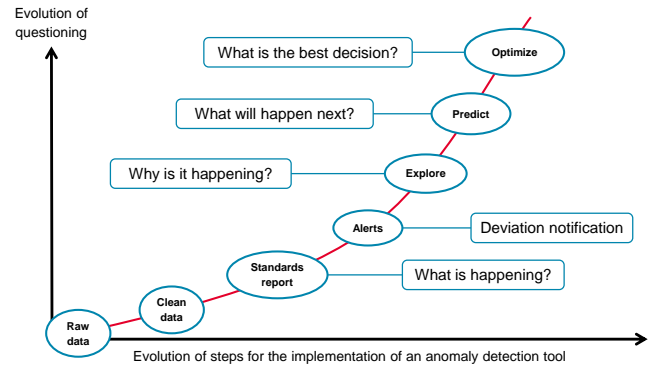 Evolution of
questioning
What is the best decision?
Optimize
What will happen next?
Predict
Why is it happening?
Explore
Alerts
Deviation notification
Standards
report
What is happening?
Clean
data
Raw
data
Evolution of steps for the implementation of an anomaly detection tool